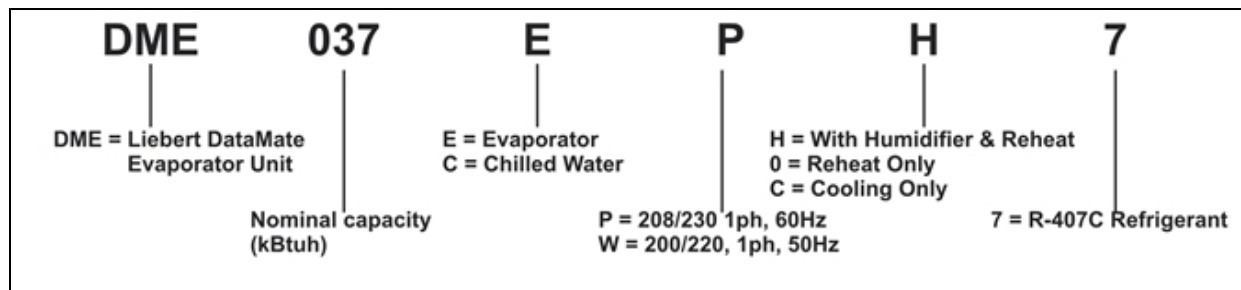 DME 037 E P H 7
DME = Liebert DataMate
Evaporator Unit
E = Evaporator
C = Chilled Water
H = With Humidifier & Reheat
0 = Reheat Only
C = Cooling Only
Nominal capacity
(kBtuh)
P = 208/230 1ph, 60Hz
W = 200/220, 1ph, 50Hz
7 = R-407C Refrigerant